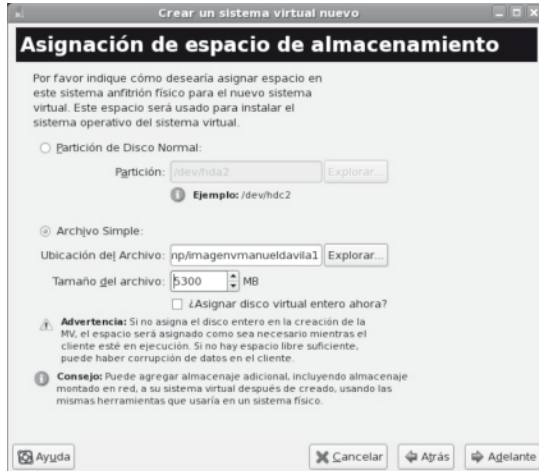 Crear un sistema virtual nuevo
Asignación de espacio de almacenamiento
Por favor indique cómo desearía asignar espacio en
este sistema anfitrión físico para el nuevo sistema
virtual. Este espacio será usado para instalar el
sistema operativo del sistema virtual.
Partición de Disco Normal:
Partición: /dev/hda2 Explorar...
Ejemplo: /dev/hdc2
Archivo Simple:
Ubicación del Archivo: np/imagenvmanueldavila1 Explorar...
Tamaño del archivo: 5300 MB
¿Asignar disco virtual entero ahora?
Advertencia: Si no asigna el disco entero en la creación de la
MV, el espacio será asignado como sea necesario mientras el
cliente esté en ejecución. Si no hay espacio libre suficiente,
puede haber corrupción de datos en el cliente.
Consejo: Puede agregar almacenaje adicional, incluyendo almacenaje
montado en red, a su sistema virtual después de creado, usando las
mismas herramientas que usaría en un sistema físico.
Ayuda Cancelar Atrás Adelante